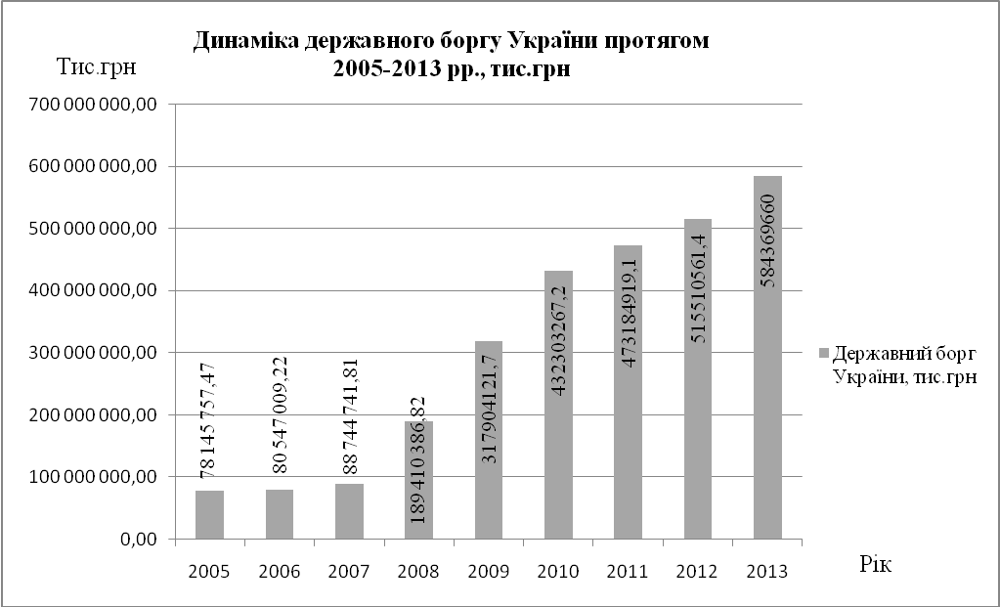 Динаміка державного боргу України протягом
2005-2013 рр., тис.грн
Тис.грн
700 000 000,00
600 000 000,00
500 000 000,00
400 000 000,00
300 000 000,00
200 000 000,00
100 000 000,00
0,00
78 145 757,47
80 547 009,22
88 744 741,81
189 410 386,82
317904121,7
432303267,2
473184919,1
515510561,4
584369660
2005
2006
2007
2008
2009
2010
2011
2012
2013
Рік
Державний борг
України, тис.грн